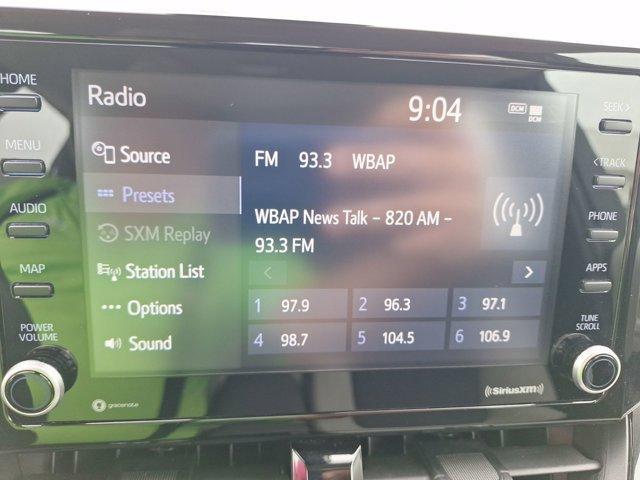 HOME
MENU
AUDIO
MAP
POWER
VOLUME
Radio
9:04
DCM
DCM
Source
Presets
SXM Replay
Station List
Options
Sound
FM 93.3 WBAP
WBAP News Talk – 820 AM –
93.3 FM
< >
1 97.9 2 96.3 3 97.1
4 98.7 5 104.5 6 106.9
gracenote
((SiriusXM))
SEEK >
< TRACK
PHONE
APPS
TUNE
SCROLL